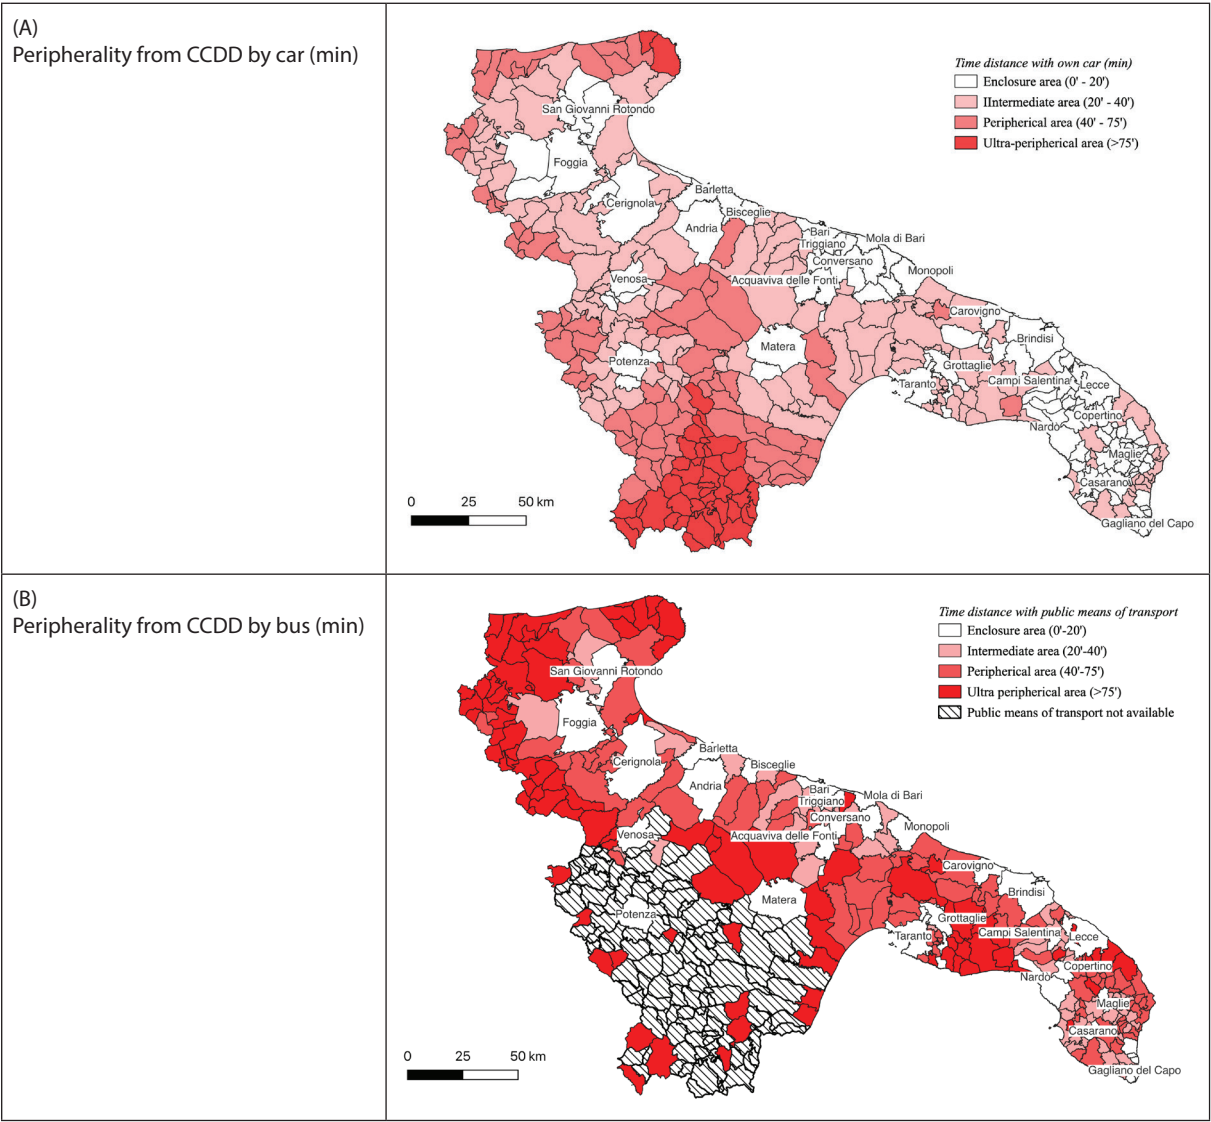 (A)
Peripherality from CCDD by car (min)
Time distance with own car (min)
Enclosure area (0' - 20')
IIntermediate area (20' - 40')
Peripherical area (40' - 75')
Ultra-peripherical area (>75')
San Giovanni Rotondo
Foggia
Cerignola
Barletta
Bisceglie
Andria
Bari
Triggiano
Mola di Bari
Conversano
Monopoli
Venosa
Acquaviva delle Fonti
Carovigno
Brindisi
Matera
Potenza
Grottaglie
Taranto
Campi Salentina
Lecce
Copertino
Nardò
Maglie
Casarano
Gagliano del Capo
0 25 50 km
(B)
Peripherality from CCDD by bus (min)
Time distance with public means of transport
Enclosure area (0'-20')
Intermediate area (20'-40')
Peripherical area (40'-75')
Ultra peripherical area (>75')
Public means of transport not available
San Giovanni Rotondo
Foggia
Cerignola
Barletta
Bisceglie
Andria
Bari
Triggiano
Mola di Bari
Conversano
Monopoli
Venosa
Acquaviva delle Fonti
Carovigno
Brindisi
Matera
Potenza
Grottaglie
Taranto
Campi Salentina
Lecce
Copertino
Nardò
Maglie
Casarano
Gagliano del Capo
0 25 50 km